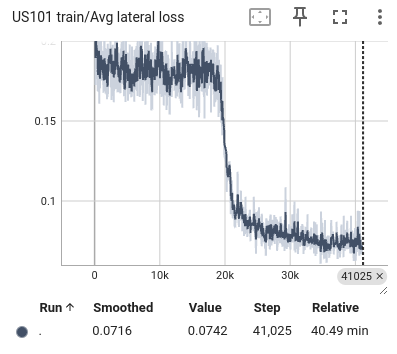 US101 train/Avg lateral loss
0.15
0.1
0 10k 20k 30k 41025 ×
Run ↑ Smoothed Value Step Relative
. 0.0716 0.0742 41,025 40.49 min